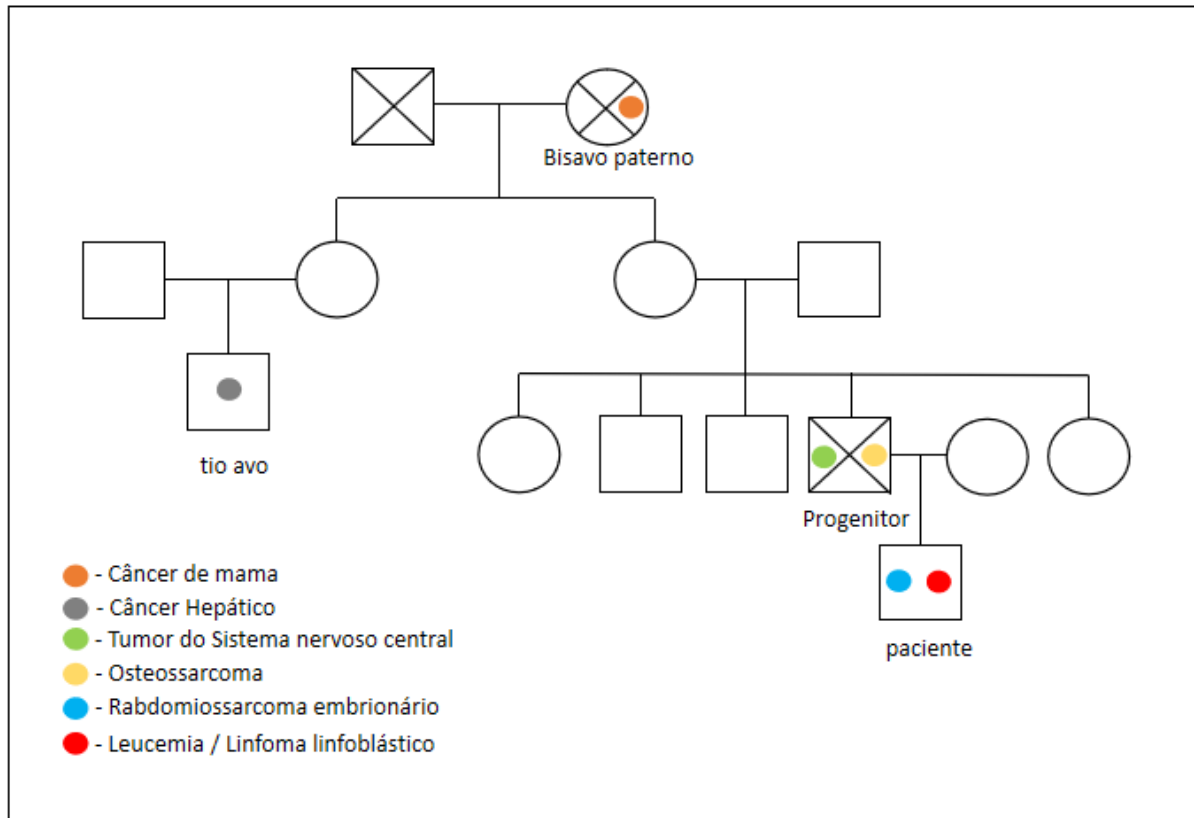 Bisavo paterno
tio avo
Progenitor
paciente
- Câncer de mama
- Câncer Hepático
- Tumor do Sistema nervoso central
- Osteossarcoma
- Rabdomiossarcoma embrionário
- Leucemia / Linfoma linfoblástico